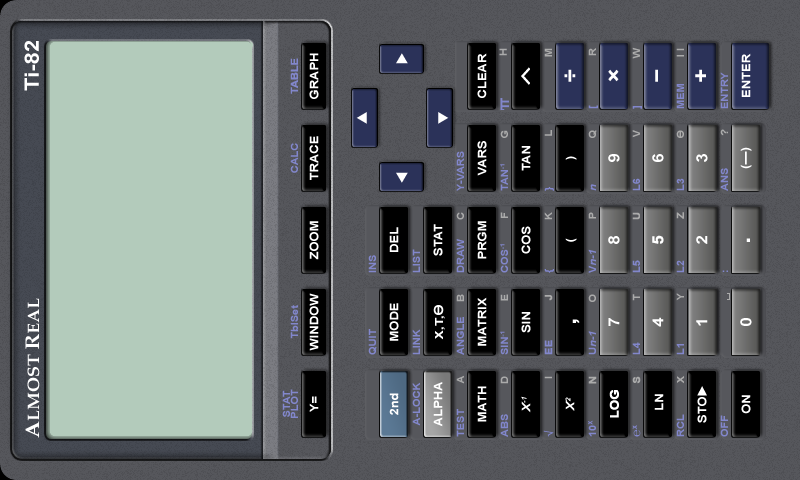 ALMOST REAL Ti-82
STAT PLOT TblSet CALC TABLE
Y= WINDOW ZOOM TRACE GRAPH
QUIT INS
2nd MODE DEL
A-LOCK LINK LIST
ALPHA X,T,Ө STAT
TEST A ANGLE B DRAW C Y-VARS
MATH MATRIX PRGM VARS CLEAR
ABS D SIN⁻¹ E COS⁻¹ F TAN⁻¹ G π H
X⁻¹ SIN COS TAN ^
√ I EE J { K } L M
X² , ( ) ÷
10ˣ N Un-1 O Vn-1 P n Q [ R
LOG 7 8 9 ×
eˣ S L4 T L5 U L6 V ] W
LN 4 5 6 −
RCL X L1 Y L2 Z L3 Ө MEM ||
STO▶ 1 2 3 +
OFF : ANS ? ENTRY
ON 0 . (—) ENTER